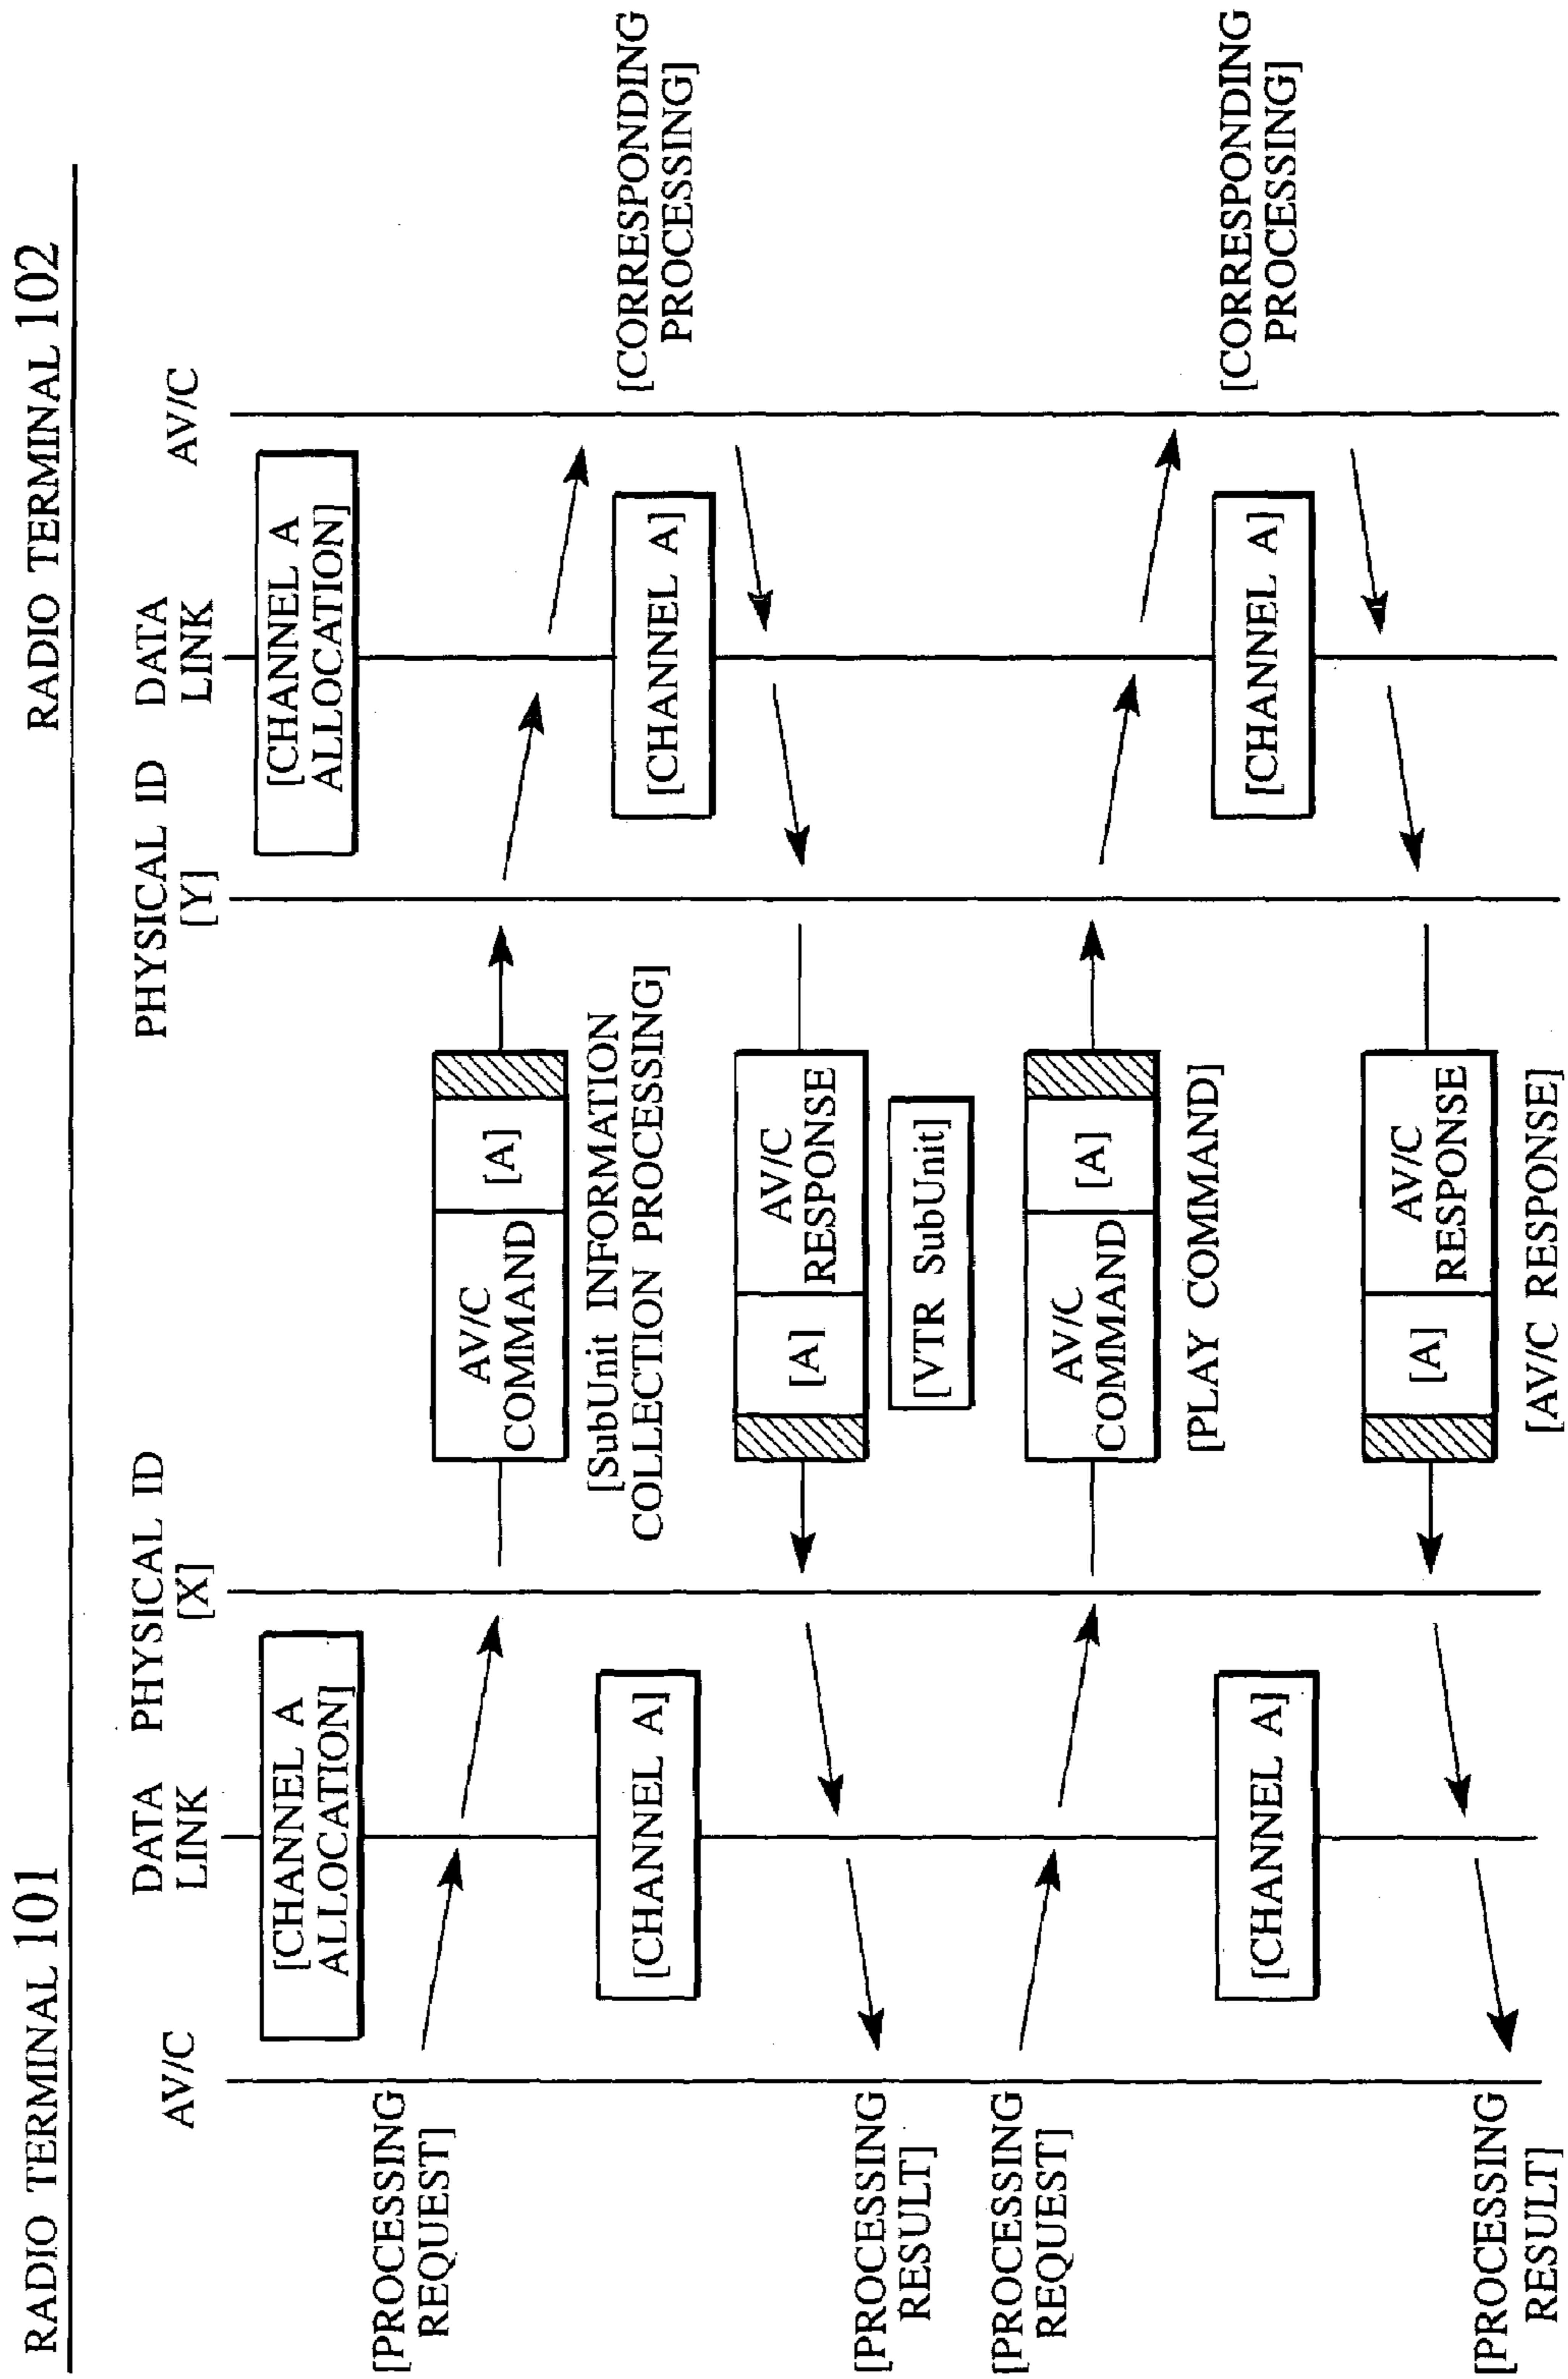 RADIO TERMINAL 101
RADIO TERMINAL 102
AV/C
DATA
LINK
PHYSICAL ID
[X]
PHYSICAL ID
[Y]
DATA
LINK
AV/C
[CHANNEL A
ALLOCATION]
[CHANNEL A
ALLOCATION]
[PROCESSING
REQUEST]
AV/C
COMMAND
[A]
[SubUnit INFORMATION
COLLECTION PROCESSING]
[CHANNEL A]
[CHANNEL A]
[CORRESPONDING
PROCESSING]
[A]
AV/C
RESPONSE
[VTR SubUnit]
[PROCESSING
RESULT]
[PROCESSING
REQUEST]
AV/C
COMMAND
[A]
[PLAY COMMAND]
[CHANNEL A]
[CHANNEL A]
[CORRESPONDING
PROCESSING]
[A]
AV/C
RESPONSE
[AV/C RESPONSE]
[PROCESSING
RESULT]